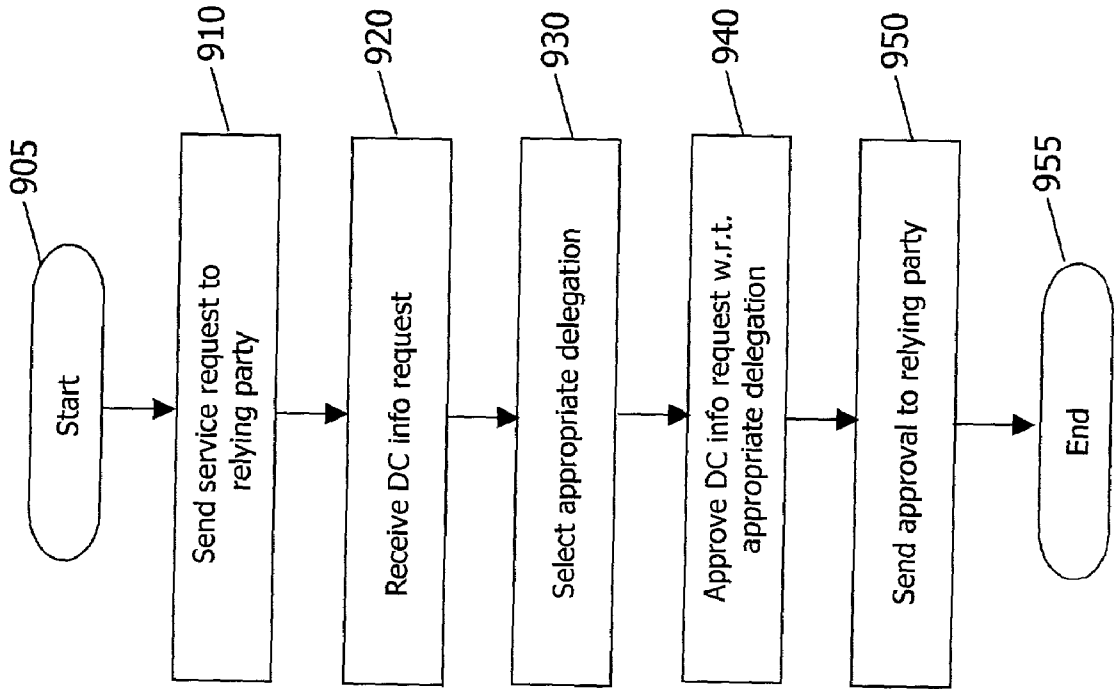 Start
905
Send service request to
relying party
910
Receive DC info request
920
Select appropriate delegation
930
Approve DC info request w.r.t.
appropriate delegation
940
Send approval to relying party
950
End
955